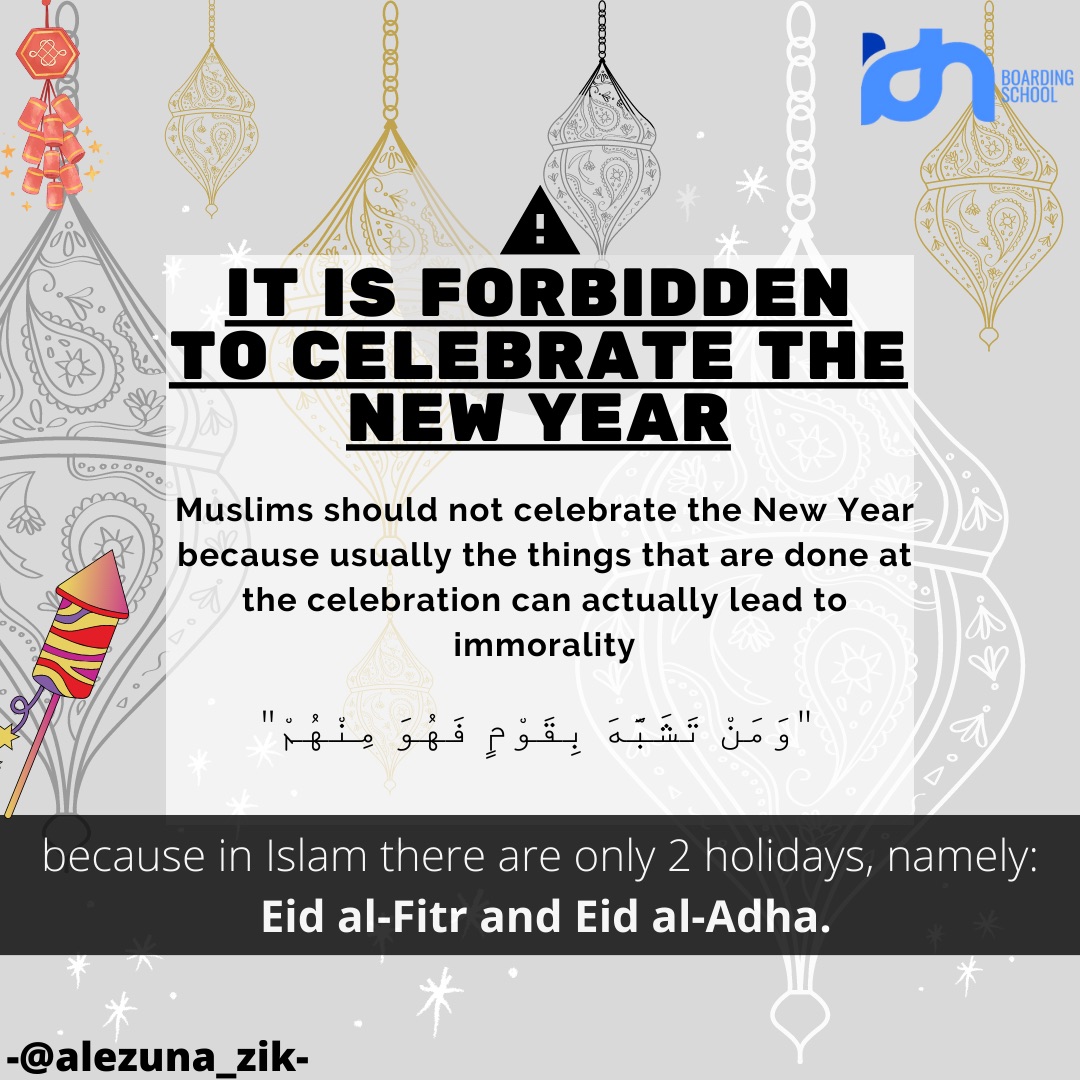 BOARDING
SCHOOL
IT IS FORBIDDEN
TO CELEBRATE THE
NEW YEAR
Muslims should not celebrate the New Year
because usually the things that are done at
the celebration can actually lead to
immorality
"وَمَنْ تَشَبَّهَ بِقَوْمٍ فَهُوَ مِنْهُمْ"
because in Islam there are only 2 holidays, namely:
Eid al-Fitr and Eid al-Adha.
-@alezuna_zik-